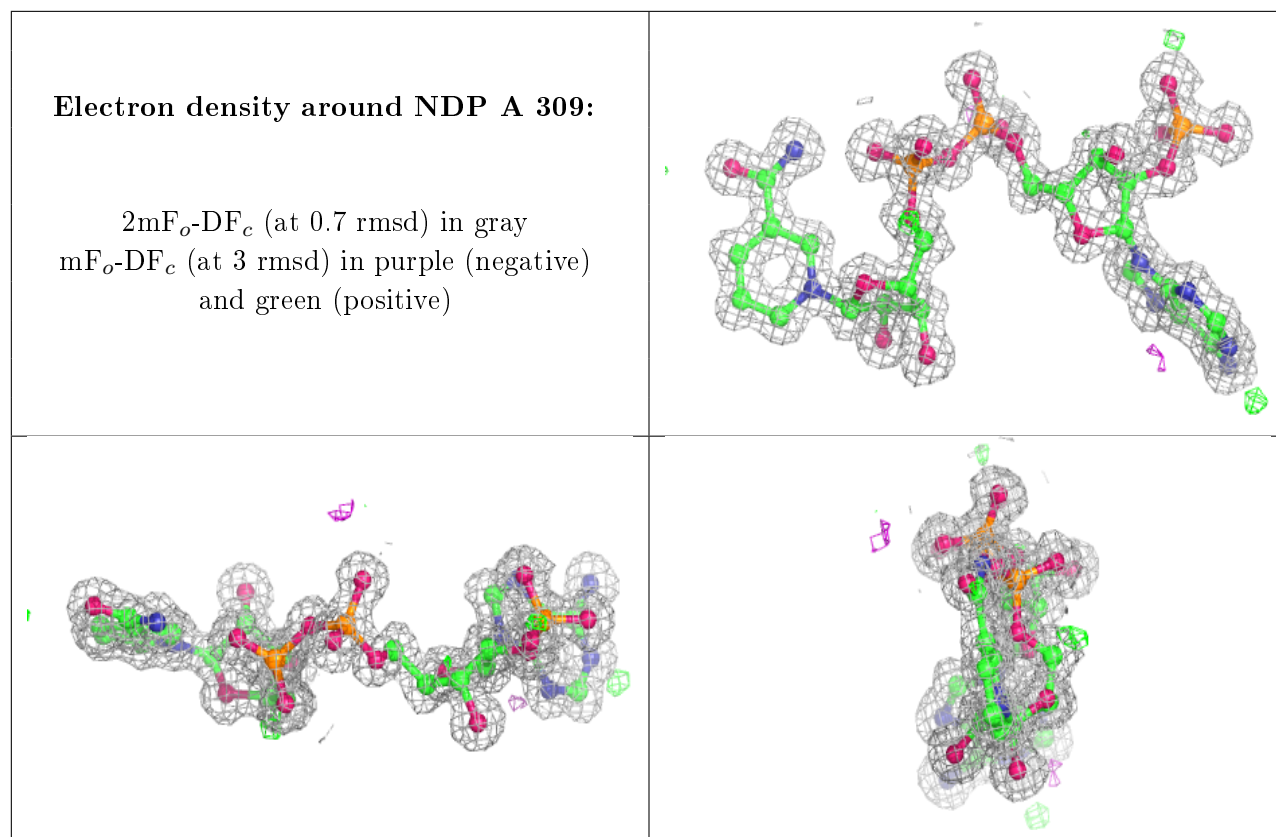 Electron density around NDP A 309:
2mFo-DFc (at 0.7 rmsd) in gray
mFo-DFc (at 3 rmsd) in purple (negative)
and green (positive)